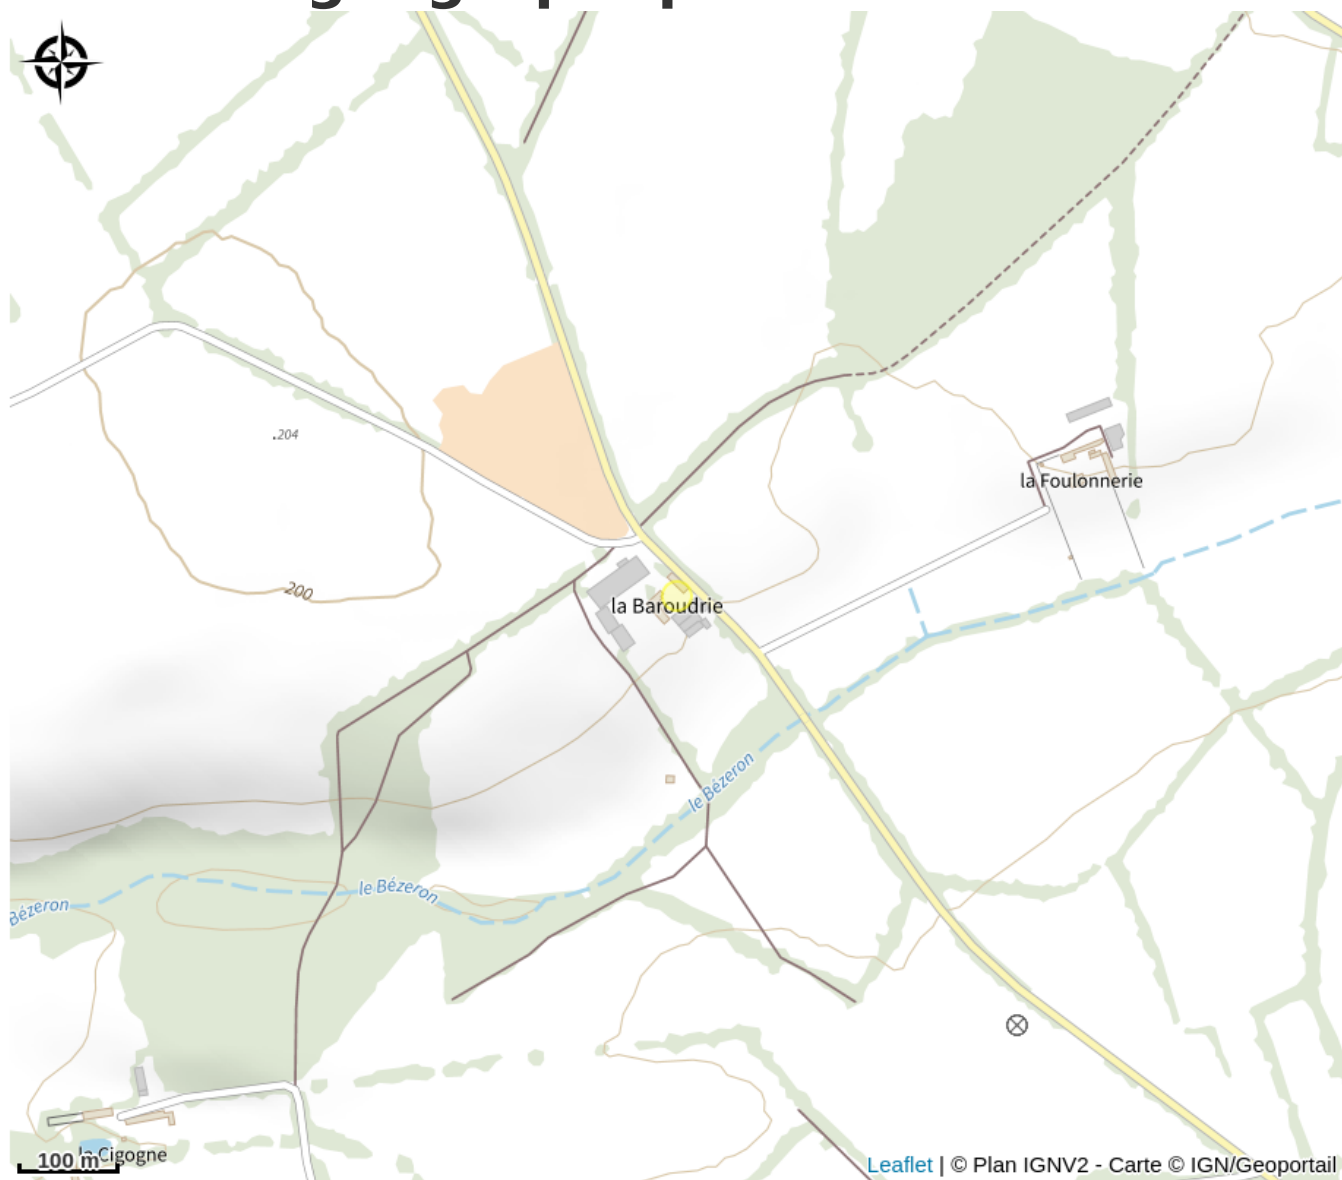 .204
la Foulonnerie
200
la Baroudrie
le Bézeron
le Bézeron
Bézeron
la Cigogne
100 m
Leaflet | © Plan IGNV2 - Carte © IGN/Geoportail